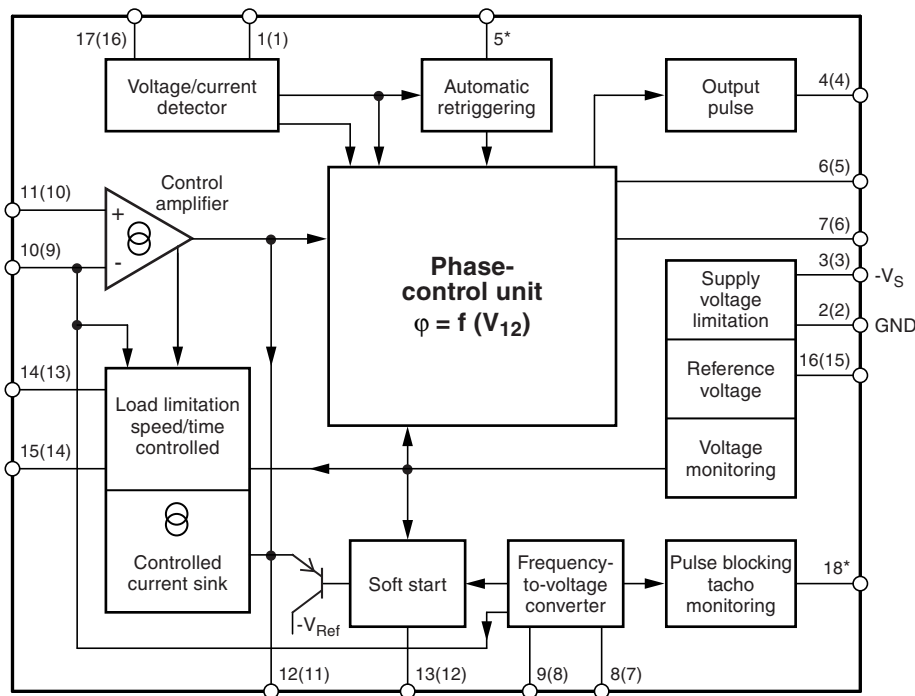 17(16)
1(1)
5*
Voltage/current
detector
Automatic
retriggering
Output
pulse
4(4)
11(10)
Control
amplifier
+
-
10(9)
6(5)
7(6)
Phase-
control unit
φ = f (V12)
Supply
voltage
limitation
3(3)
-VS
2(2)
GND
Reference
voltage
16(15)
Voltage
monitoring
14(13)
Load limitation
speed/time
controlled
15(14)
Controlled
current sink
-VRef
Soft start
Frequency-
to-voltage
converter
Pulse blocking
tacho
monitoring
18*
12(11)
13(12)
9(8)
8(7)